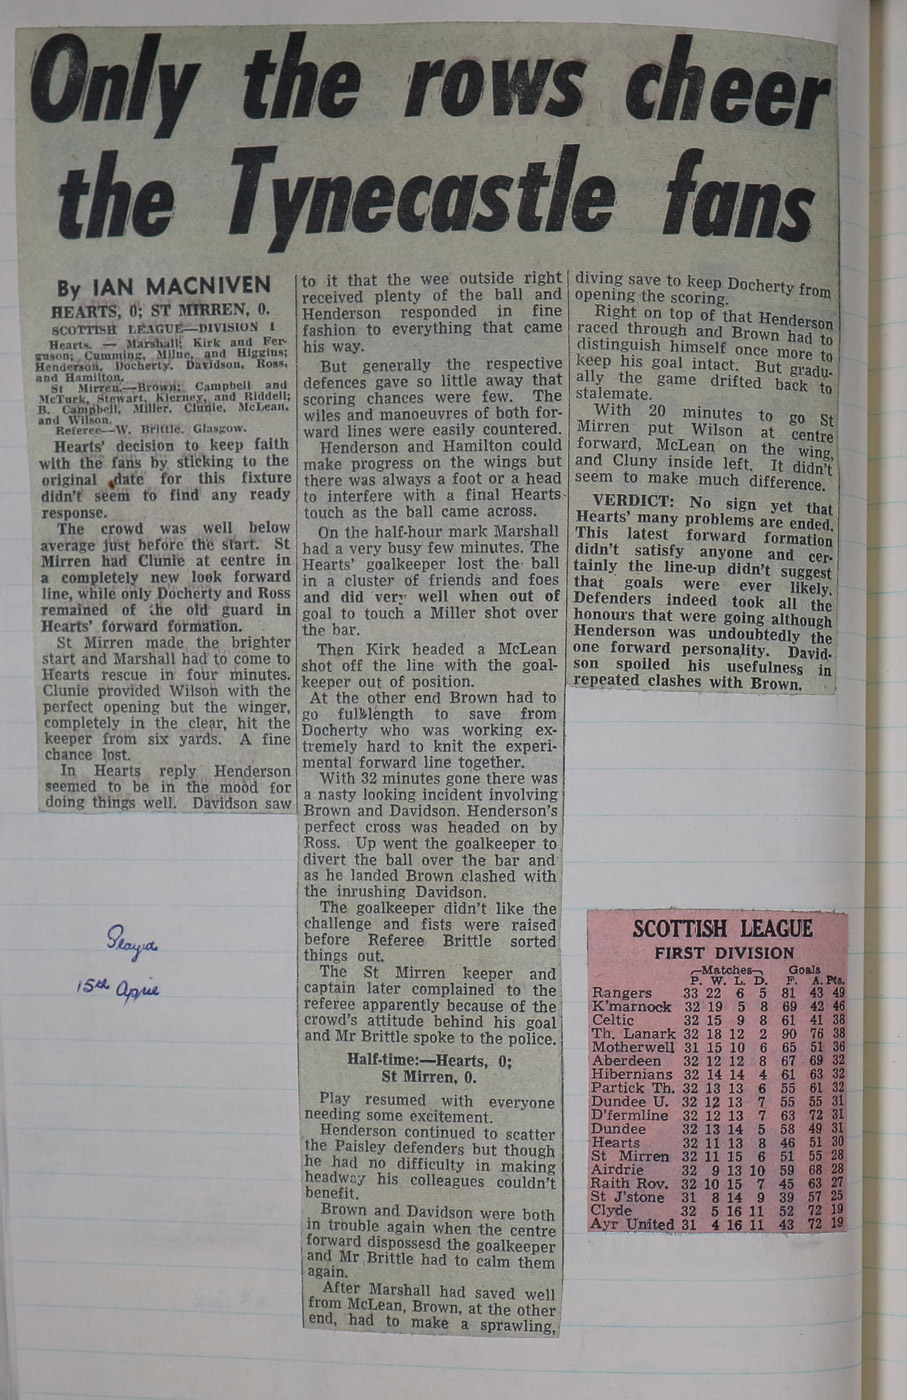 Only the rows cheer
the Tynecastle fans
By IAN MACNIVEN
HEARTS, 0; ST MIRREN, 0.
SCOTTISH LEAGUE—DIVISION 1
Hearts. — Marshall; Kirk and Fer-
guson; Cumming, Milne, and Higgins;
Henderson, Docherty, Davidson, Ross,
and Hamilton.
St Mirren.—Brown; Campbell and
McTurk, Stewart, Kierney, and Riddell;
B. Campbell, Miller, Clunie, McLean,
and Wilson.
Referee—W. Brittle, Glasgow.
Hearts' decision to keep faith
with the fans by sticking to the
original date for this fixture
didn't seem to find any ready
response.
The crowd was well below
average just before the start. St
Mirren had Clunie at centre in
a completely new look forward
line, while only Docherty and Ross
remained of the old guard in
Hearts' forward formation.
St Mirren made the brighter
start and Marshall had to come to
Hearts rescue in four minutes.
Clunie provided Wilson with the
perfect opening but the winger,
completely in the clear, hit the
keeper from six yards. A fine
chance lost.
In Hearts reply Henderson
seemed to be in the mood for
doing things well. Davidson saw
to it that the wee outside right
received plenty of the ball and
Henderson responded in fine
fashion to everything that came
his way.
But generally the respective
defences gave so little away that
scoring chances were few. The
wiles and manoeuvres of both for-
ward lines were easily countered.
Henderson and Hamilton could
make progress on the wings but
there was always a foot or a head
to interfere with a final Hearts
touch as the ball came across.
On the half-hour mark Marshall
had a very busy few minutes. The
Hearts' goalkeeper lost the ball
in a cluster of friends and foes
and did very well when out of
goal to touch a Miller shot over
the bar.
Then Kirk headed a McLean
shot off the line with the goal-
keeper out of position.
At the other end Brown had to
go full length to save from
Docherty who was working ex-
tremely hard to knit the experi-
mental forward line together.
With 32 minutes gone there was
a nasty looking incident involving
Brown and Davidson. Henderson's
perfect cross was headed on by
Ross. Up went the goalkeeper to
divert the ball over the bar and
as he landed Brown clashed with
the inrushing Davidson.
The goalkeeper didn't like the
challenge and fists were raised
before Referee Brittle sorted
things out.
The St Mirren keeper and
captain later complained to the
referee apparently because of the
crowd's attitude behind his goal
and Mr Brittle spoke to the police.
Half-time:—Hearts, 0;
St Mirren, 0.
Play resumed with everyone
needing some excitement.
Henderson continued to scatter
the Paisley defenders but though
he had no difficulty in making
headway his colleagues couldn't
benefit.
Brown and Davidson were both
in trouble again when the centre
forward dispossesd the goalkeeper
and Mr Brittle had to calm them
again.
After Marshall had saved well
from McLean, Brown, at the other
end, had to make a sprawling,
diving save to keep Docherty from
opening the scoring.
Right on top of that Henderson
raced through and Brown had to
distinguish himself once more to
keep his goal intact. But gradu-
ally the game drifted back to
stalemate.
With 20 minutes to go St
Mirren put Wilson at centre
forward, McLean on the wing,
and Cluny inside left. It didn't
seem to make much difference.
VERDICT: No sign yet that
Hearts' many problems are ended.
This latest forward formation
didn't satisfy anyone and cer-
tainly the line-up didn't suggest
that goals were ever likely.
Defenders indeed took all the
honours that were going although
Henderson was undoubtedly the
one forward personality. David-
son spoiled his usefulness in
repeated clashes with Brown.
Played
15th April
SCOTTISH LEAGUE
FIRST DIVISION
Matches Goals
P. W. L. D. F. A. Pts.
Rangers 33 22 6 5 81 43 49
K'marnock 32 19 5 8 69 42 46
Celtic 32 15 9 8 61 41 38
Th. Lanark 32 18 12 2 90 76 38
Motherwell 31 15 10 6 65 51 36
Aberdeen 32 12 12 8 67 69 32
Hibernians 32 14 14 4 61 63 32
Partick Th. 32 13 13 6 55 61 32
Dundee U. 32 12 13 7 55 55 31
D'fermline 32 12 13 7 63 72 31
Dundee 32 13 14 5 58 49 31
Hearts 32 11 13 8 46 51 30
St Mirren 32 11 15 6 51 55 28
Airdrie 32 9 13 10 59 68 28
Raith Rov. 32 10 15 7 45 63 27
St J'stone 31 8 14 9 39 57 25
Clyde 32 5 16 11 52 72 19
Ayr United 31 4 16 11 43 72 19